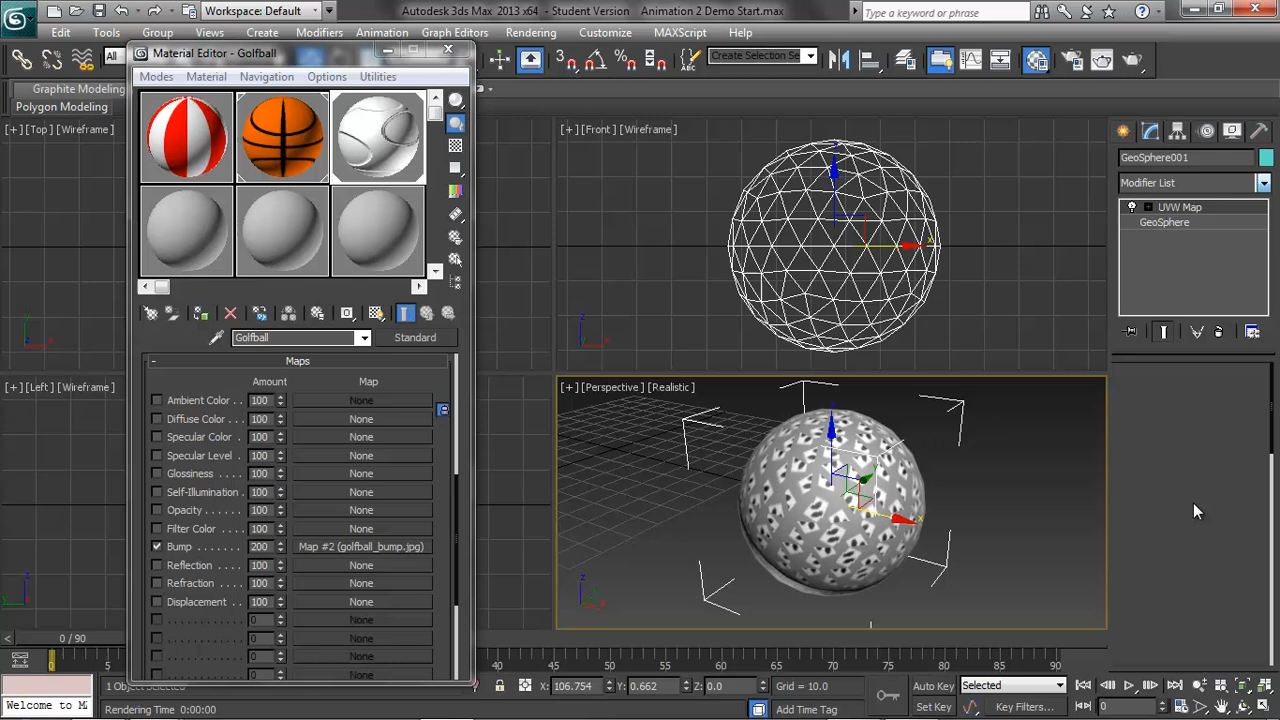 Workspace: Default
Autodesk 3ds Max 2013 x64 - Student Version Animation 2 Demo Start.max
Type a keyword or phrase
Edit Tools Group Views Create Modifiers Animation Graph Editors Rendering Customize MAXScript Help
All
3
Create Selection Se
Graphite Modeling
Polygon Modeling
Material Editor - Golfball
Modes Material Navigation Options Utilities
[+] [Top] [Wireframe]
[+] [Front] [Wireframe]
GeoSphere001
Modifier List
UVW Map
GeoSphere
Golfball
Standard
Maps
Amount Map
Ambient Color . . 100 None
Diffuse Color . . . 100 None
Specular Color . 100 None
Specular Level . 100 None
Glossiness . . . . 100 None
Self-Illumination . 100 None
Opacity . . . . . . 100 None
Filter Color . . . . 100 None
Bump . . . . . . . 200 Map #2 (golfball_bump.jpg)
Reflection . . . . 100 None
Refraction . . . . 100 None
Displacement . . 100 None
. . . . . . . . . . . . 0 None
. . . . . . . . . . . . 0 None
. . . . . . . . . . . . 0 None
None
[+] [Left] [Wireframe]
[+] [Perspective] [Realistic]
x
z
0 / 90
5 40 45 50 55 60 65 70 75 80 85 90
1 Object Selected
X: 106.754 Y: 0.662 Z: 0.0 Grid = 10.0
Auto Key Selected
Welcome to M
Rendering Time 0:00:00
Add Time Tag
Set Key Key Filters... 0